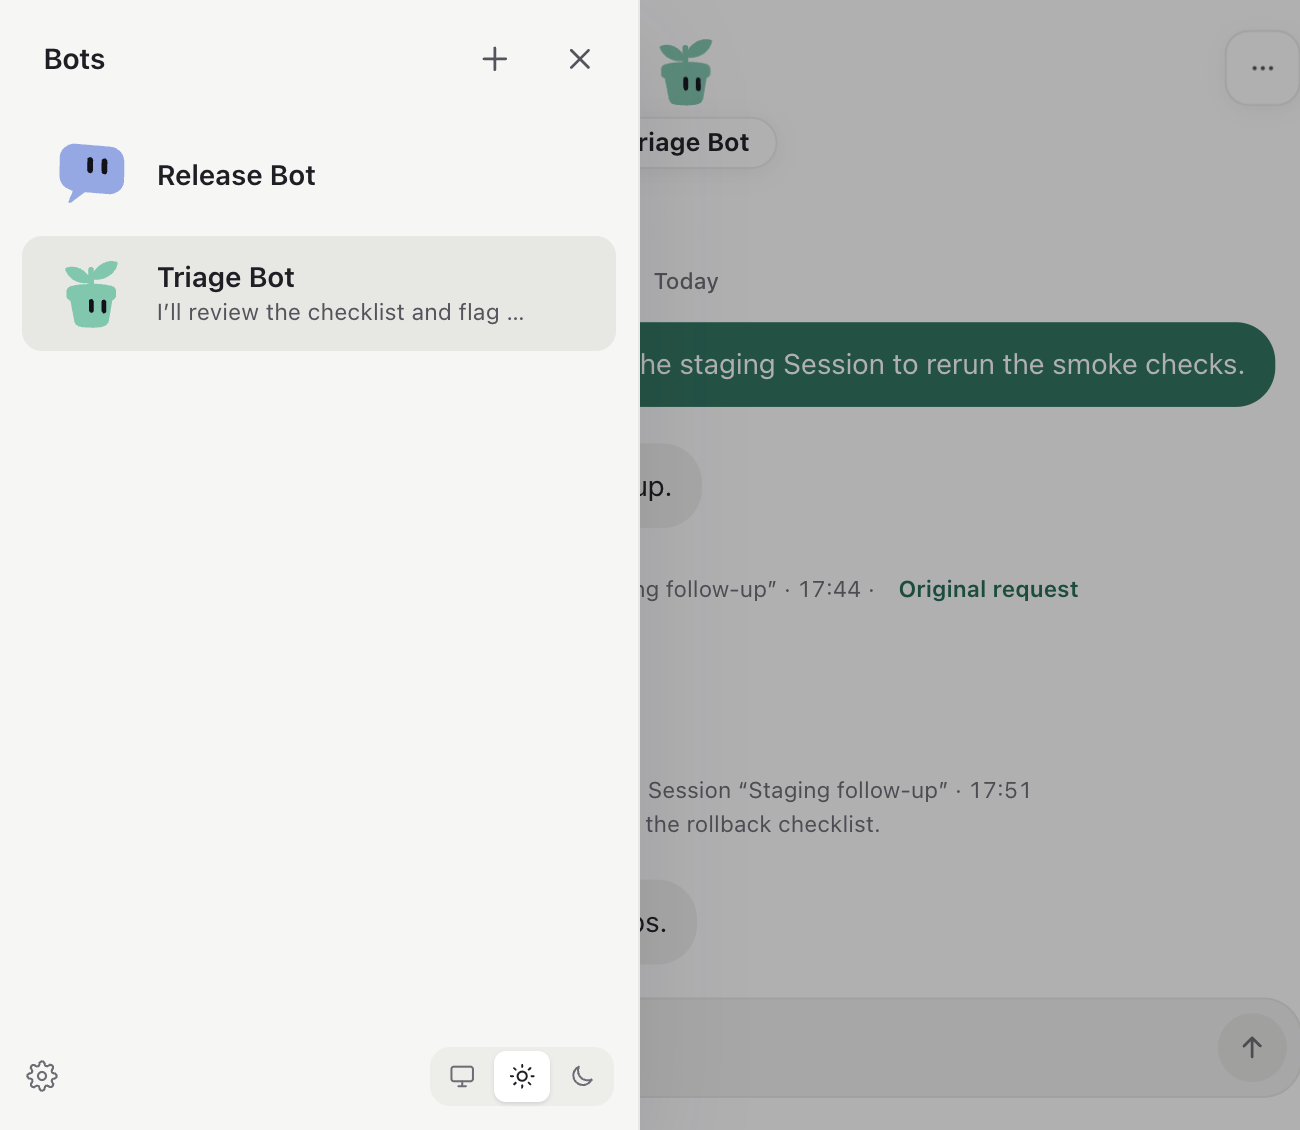 Bots
Release Bot
Triage Bot
I’ll review the checklist and flag ...
riage Bot
Today
he staging Session to rerun the smoke checks.
up.
ng follow-up” · 17:44 · Original request
Session “Staging follow-up” · 17:51
the rollback checklist.
os.